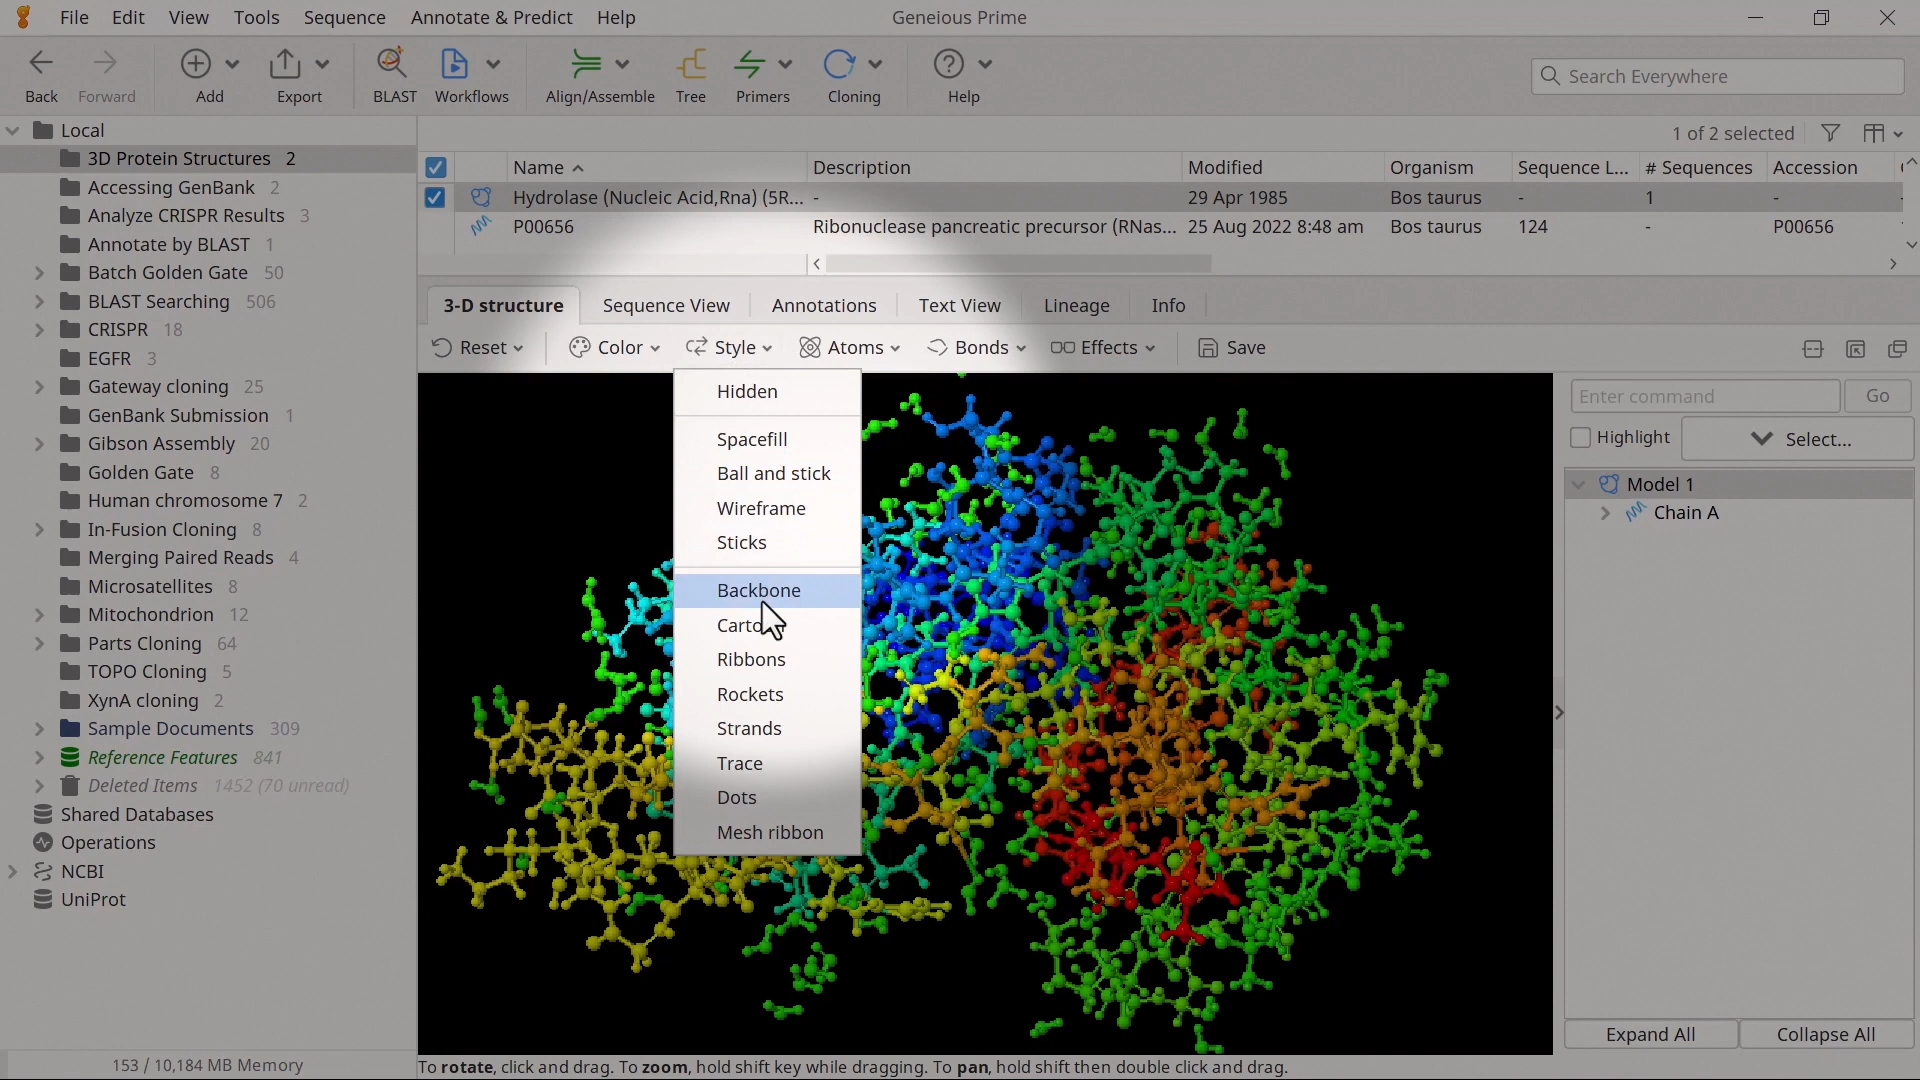 File Edit View Tools Sequence Annotate & Predict Help Geneious Prime
Back Forward Add Export BLAST Workflows Align/Assemble Tree Primers Cloning Help Search Everywhere
Local
3D Protein Structures 2
Accessing GenBank 2
Analyze CRISPR Results 3
Annotate by BLAST 1
Batch Golden Gate 50
BLAST Searching 506
CRISPR 18
EGFR 3
Gateway cloning 25
GenBank Submission 1
Gibson Assembly 20
Golden Gate 8
Human chromosome 7 2
In-Fusion Cloning 8
Merging Paired Reads 4
Microsatellites 8
Mitochondrion 12
Parts Cloning 64
TOPO Cloning 5
XynA cloning 2
Sample Documents 309
Reference Features 841
Deleted Items 1452 (70 unread)
Shared Databases
Operations
NCBI
UniProt
153 / 10,184 MB Memory
1 of 2 selected
Name Description Modified Organism Sequence L... # Sequences Accession
Hydrolase (Nucleic Acid,Rna) (5R... - 29 Apr 1985 Bos taurus - 1 -
P00656 Ribonuclease pancreatic precursor (RNas... 25 Aug 2022 8:48 am Bos taurus 124 - P00656
3-D structure Sequence View Annotations Text View Lineage Info
Reset Color Style Atoms Bonds Effects Save
Hidden
Spacefill
Ball and stick
Wireframe
Sticks
Backbone
Ribbons
Rockets
Strands
Trace
Dots
Mesh ribbon
Enter command Go
Highlight Select...
Model 1
Chain A
Expand All Collapse All
To rotate, click and drag. To zoom, hold shift key while dragging. To pan, hold shift then double click and drag.